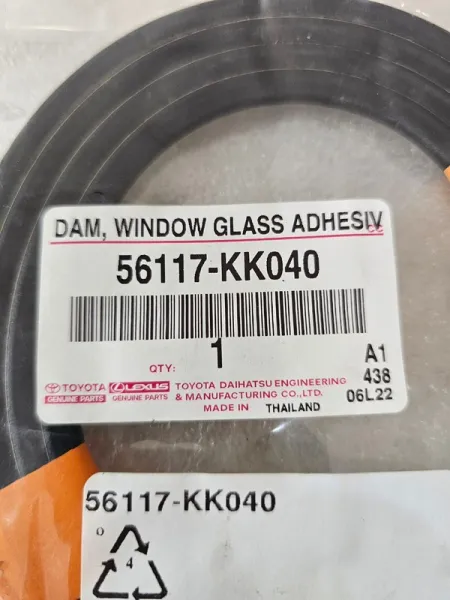 DAM, WINDOW GLASS ADHESIV
56117-KK040
QTY: 1
A1
438
06L22
TOYOTA LEXUS
GENUINE PARTS GENUINE PARTS
TOYOTA DAIHATSU ENGINEERING
& MANUFACTURING CO.,LTD.
MADE IN THAILAND
56117-KK040
4